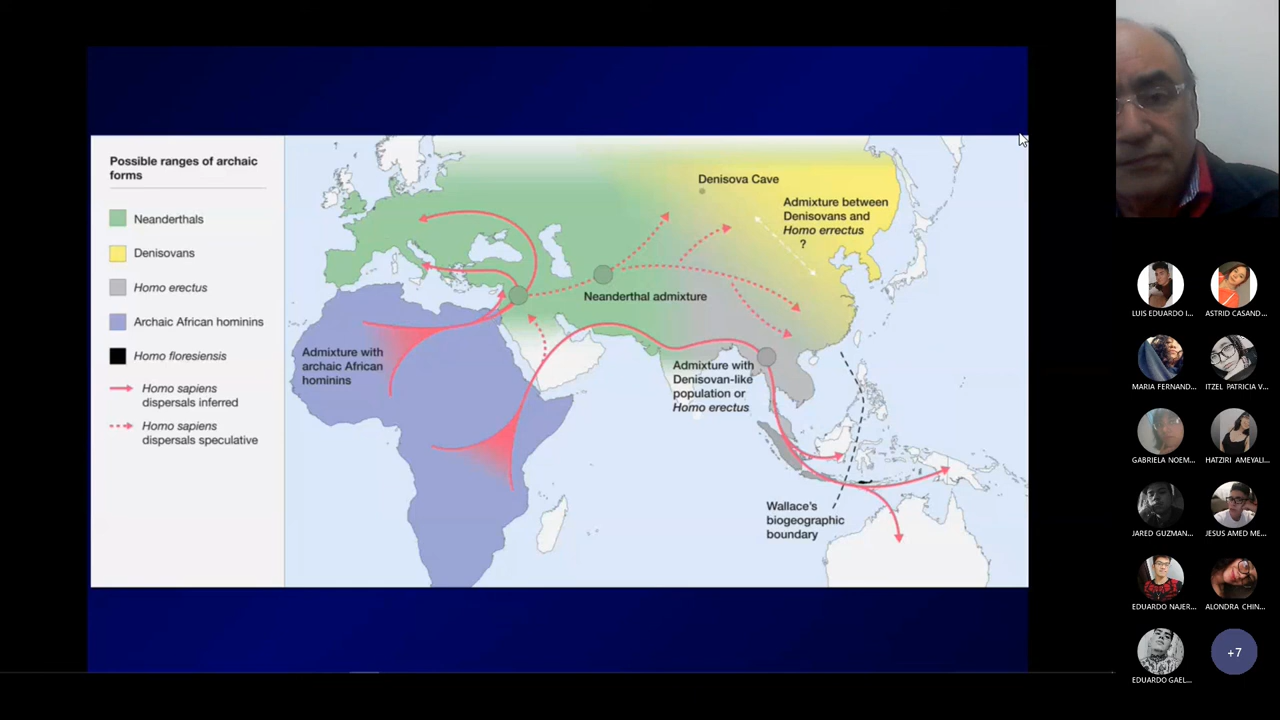 Possible ranges of archaic
forms
Neanderthals
Denisovans
Homo erectus
Archaic African hominins
Homo floresiensis
Homo sapiens
dispersals inferred
Homo sapiens
dispersals speculative
Denisova Cave
Admixture between
Denisovans and
Homo errectus
?
Neanderthal admixture
Admixture with
archaic African
hominins
Admixture with
Denisovan-like
population or
Homo erectus
Wallace's
biogeographic
boundary
LUIS EDUARDO I...
ASTRID CASAND...
MARIA FERNAND...
ITZEL PATRICIA V...
GABRIELA NOEM...
HATZIRI AMEYALI...
JARED GUZMAN...
JESUS AMED ME...
EDUARDO NAJER...
ALONDRA CHIN...
EDUARDO GAEL...
+7